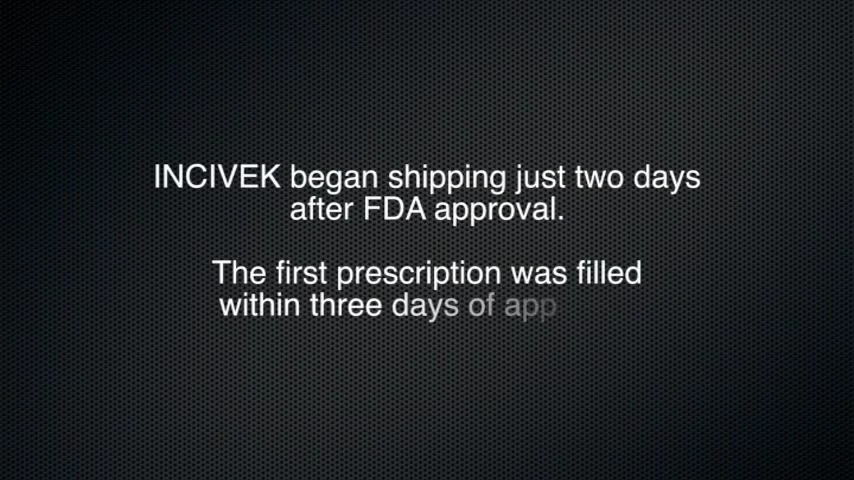 INCIVEK began shipping just two days
after FDA approval.
The first prescription was filled
within three days of app